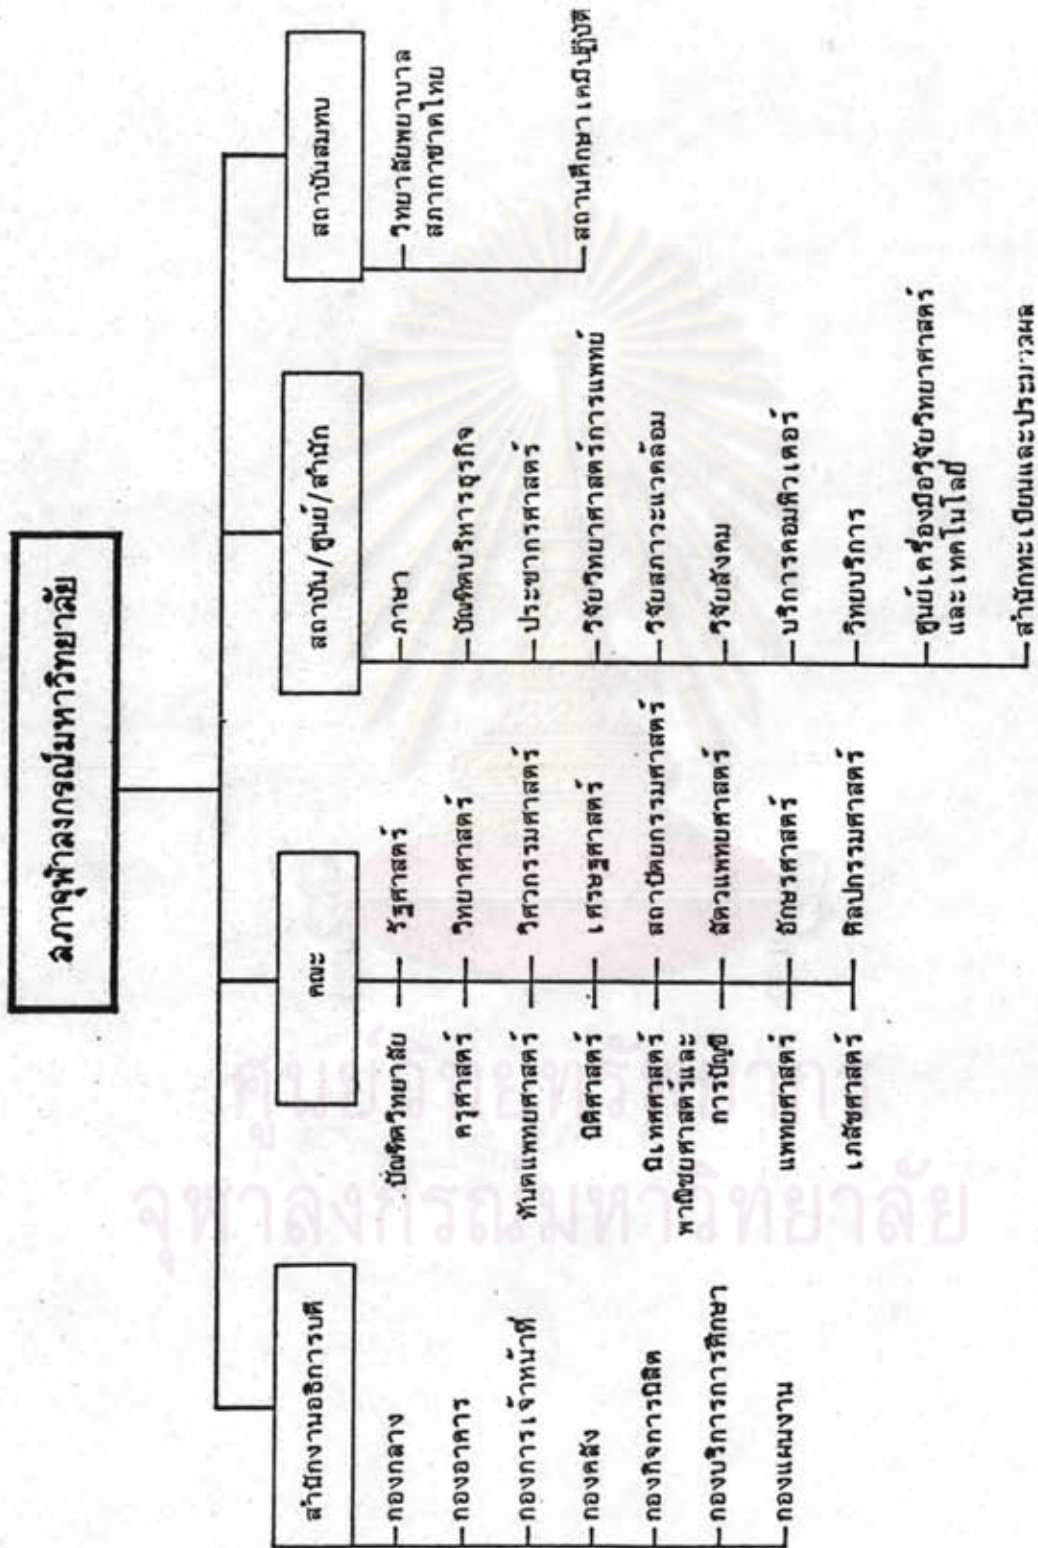 สภาจุฬาลงกรณ์มหาวิทยาลัย
สำนักงานอธิการบดี
กองกลาง
กองอาคาร
กองการเจ้าหน้าที่
กองคลัง
กองกิจการนิสิต
กองบริการการศึกษา
กองแผนงาน
คณะ
บัณฑิตวิทยาลัย
รัฐศาสตร์
ครุศาสตร์
วิทยาศาสตร์
ทันตแพทยศาสตร์
วิศวกรรมศาสตร์
นิติศาสตร์
เศรษฐศาสตร์
นิเทศศาสตร์
สถาปัตยกรรมศาสตร์
พาณิชยศาสตร์และ
การบัญชี
สัตวแพทยศาสตร์
แพทยศาสตร์
อักษรศาสตร์
เภสัชศาสตร์
ศิลปกรรมศาสตร์
สถาบัน/ศูนย์/สำนัก
ภาษา
บัณฑิตบริหารธุรกิจ
ประชากรศาสตร์
วิจัยวิทยาศาสตร์การแพทย์
วิจัยสภาวะแวดล้อม
วิจัยสังคม
บริการคอมพิวเตอร์
วิทยบริการ
ศูนย์เครื่องมือวิจัยวิทยาศาสตร์
และเทคโนโลยี่
สำนักทะเบียนและประมวลผล
สถาบันสมทบ
วิทยาลัยพยาบาล
สภากาชาดไทย
สถานศึกษาเคมีปฏิบัติ
ศูนย์วิทยทรัพยากร
จุฬาลงกรณ์มหาวิทยาลัย